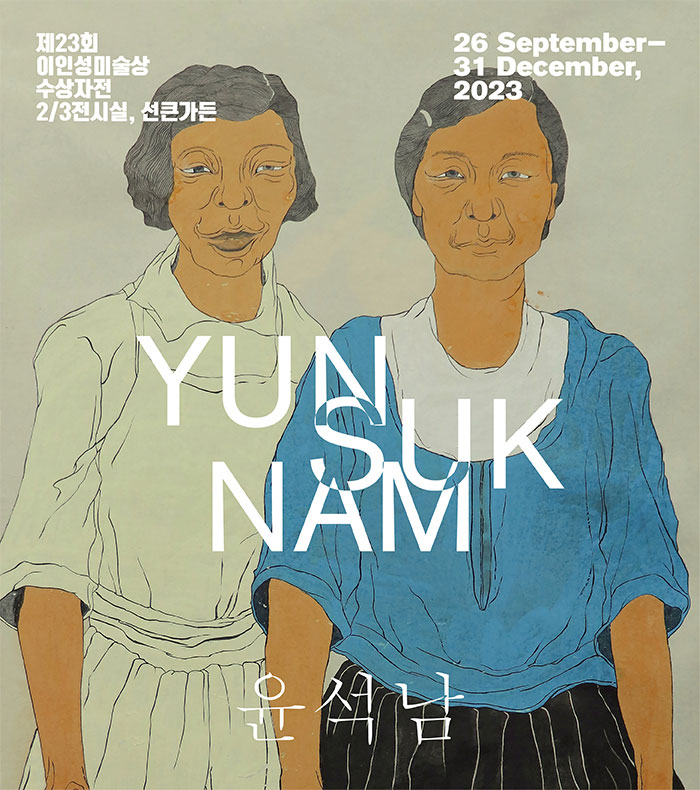 제23회
이인성미술상
수상자전
2/3전시실, 선큰가든
26 September–
31 December,
2023
YUN
SUK
NAM
윤석남